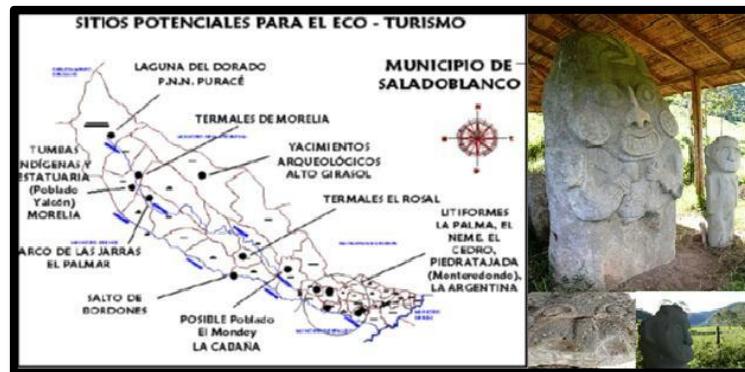 SITIOS POTENCIALES PARA EL ECO - TURISMO
LAGUNA DEL DORADO
P.N.N. PURACÉ
MUNICIPIO DE
SALADOBLANCO
TERMALES DE MORELIA
TUMBAS
INDÍGENAS Y
ESTATUARIA
(Poblado
Yalcón)
MORELIA
YACIMIENTOS
ARQUEOLÓGICOS
ALTO GIRASOL
TERMALES EL ROSAL
ARCO DE LAS JARRAS
EL PALMAR
LITIFORMES
LA PALMA, EL
NEME, EL
CEDRO,
PIEDRATAJADA
(Monteredondo),
LA ARGENTINA
SALTO DE
BORDONES
POSIBLE Poblado
El Mondey
LA CABAÑA